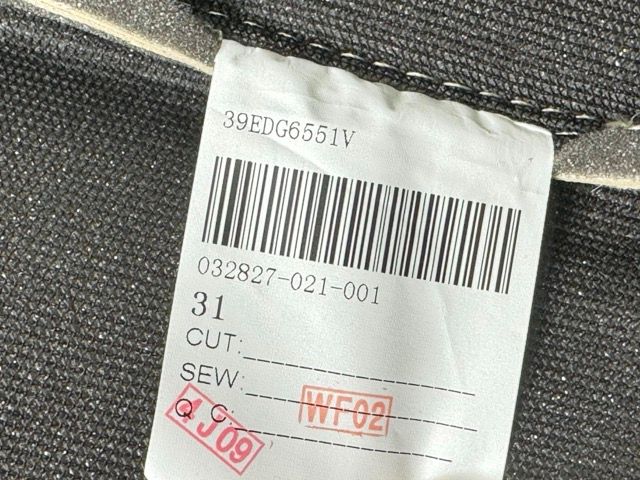 39EDG6551V
032827-021-001
31
CUT:
SEW:
WF02
Q C:
4J09